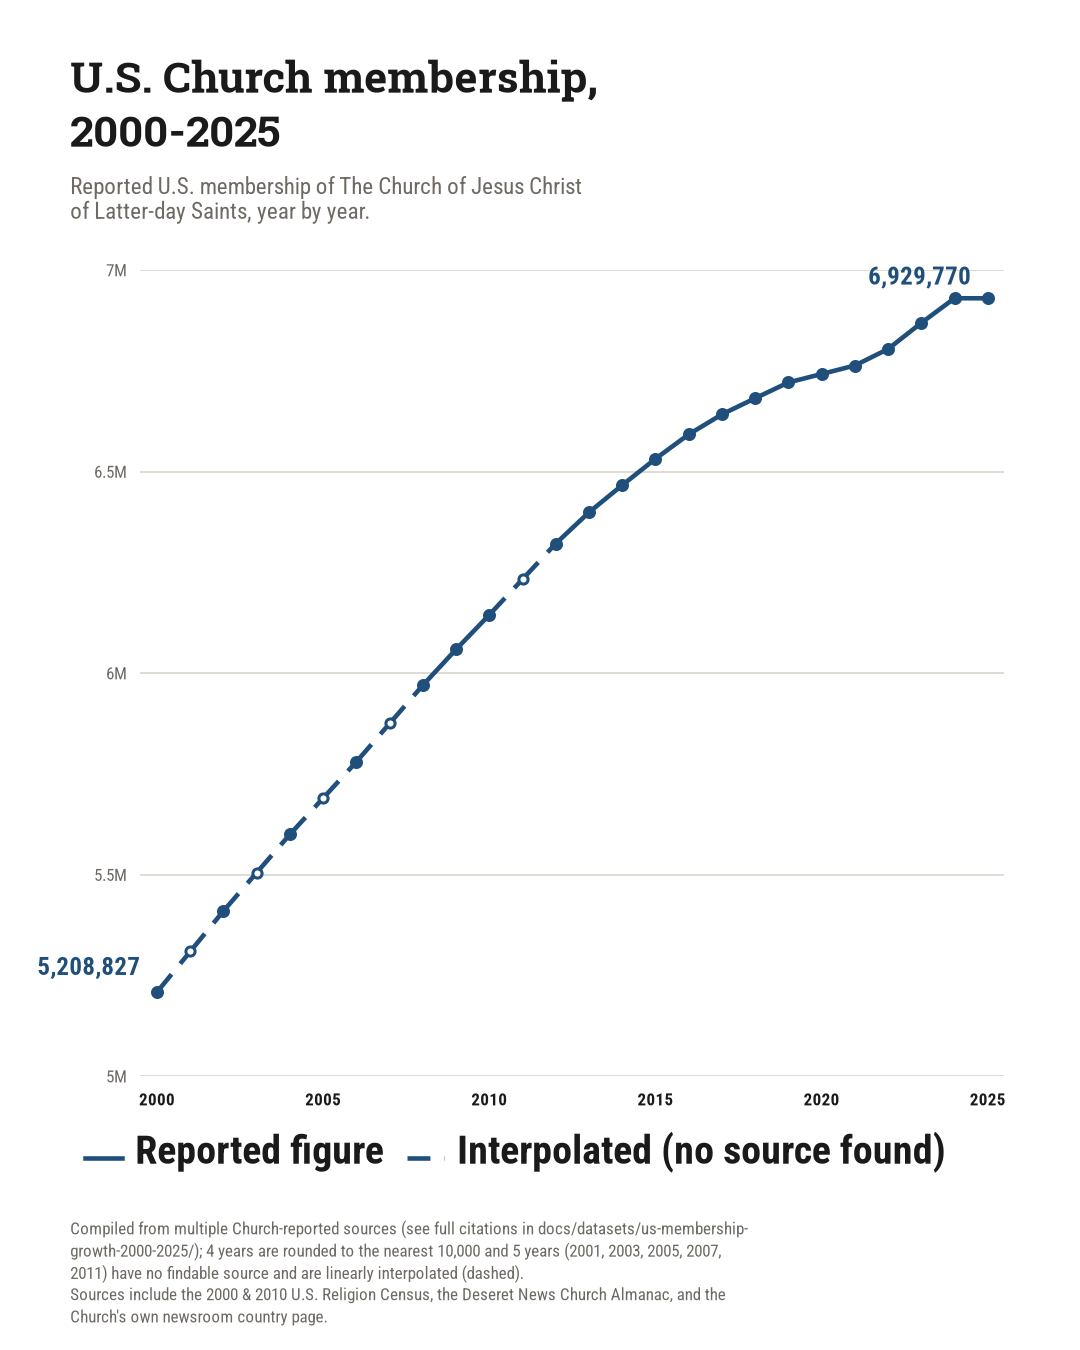 U.S. Church membership,
2000-2025
Reported U.S. membership of The Church of Jesus Christ
of Latter-day Saints, year by year.
7M
6,929,770
6.5M
6M
5.5M
5,208,827
5M
2000 2005 2010 2015 2020 2025
Reported figure Interpolated (no source found)
Compiled from multiple Church-reported sources (see full citations in docs/datasets/us-membership-
growth-2000-2025/); 4 years are rounded to the nearest 10,000 and 5 years (2001, 2003, 2005, 2007,
2011) have no findable source and are linearly interpolated (dashed).
Sources include the 2000 & 2010 U.S. Religion Census, the Deseret News Church Almanac, and the
Church's own newsroom country page.